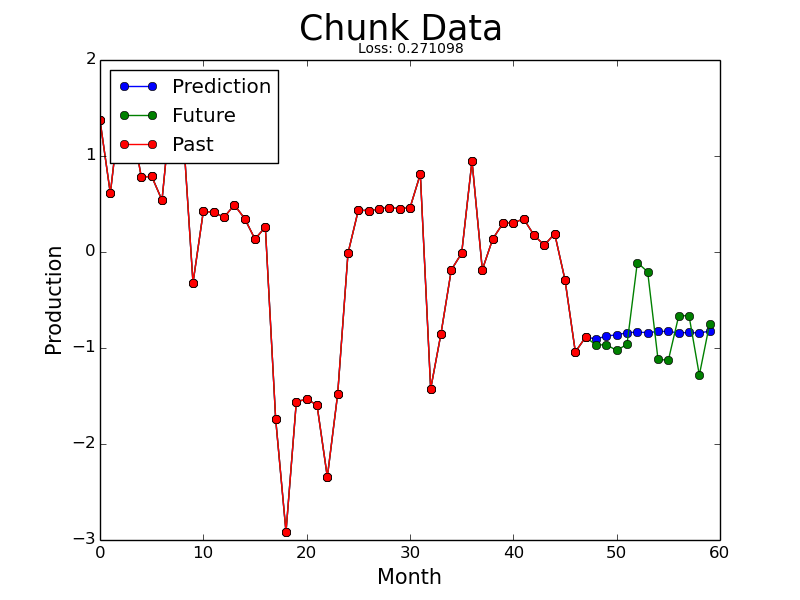 Chunk Data
Loss: 0.271098
Prediction
Future
Past
Production
2
1
0
−1
−2
−3
0 10 20 30 40 50 60
Month